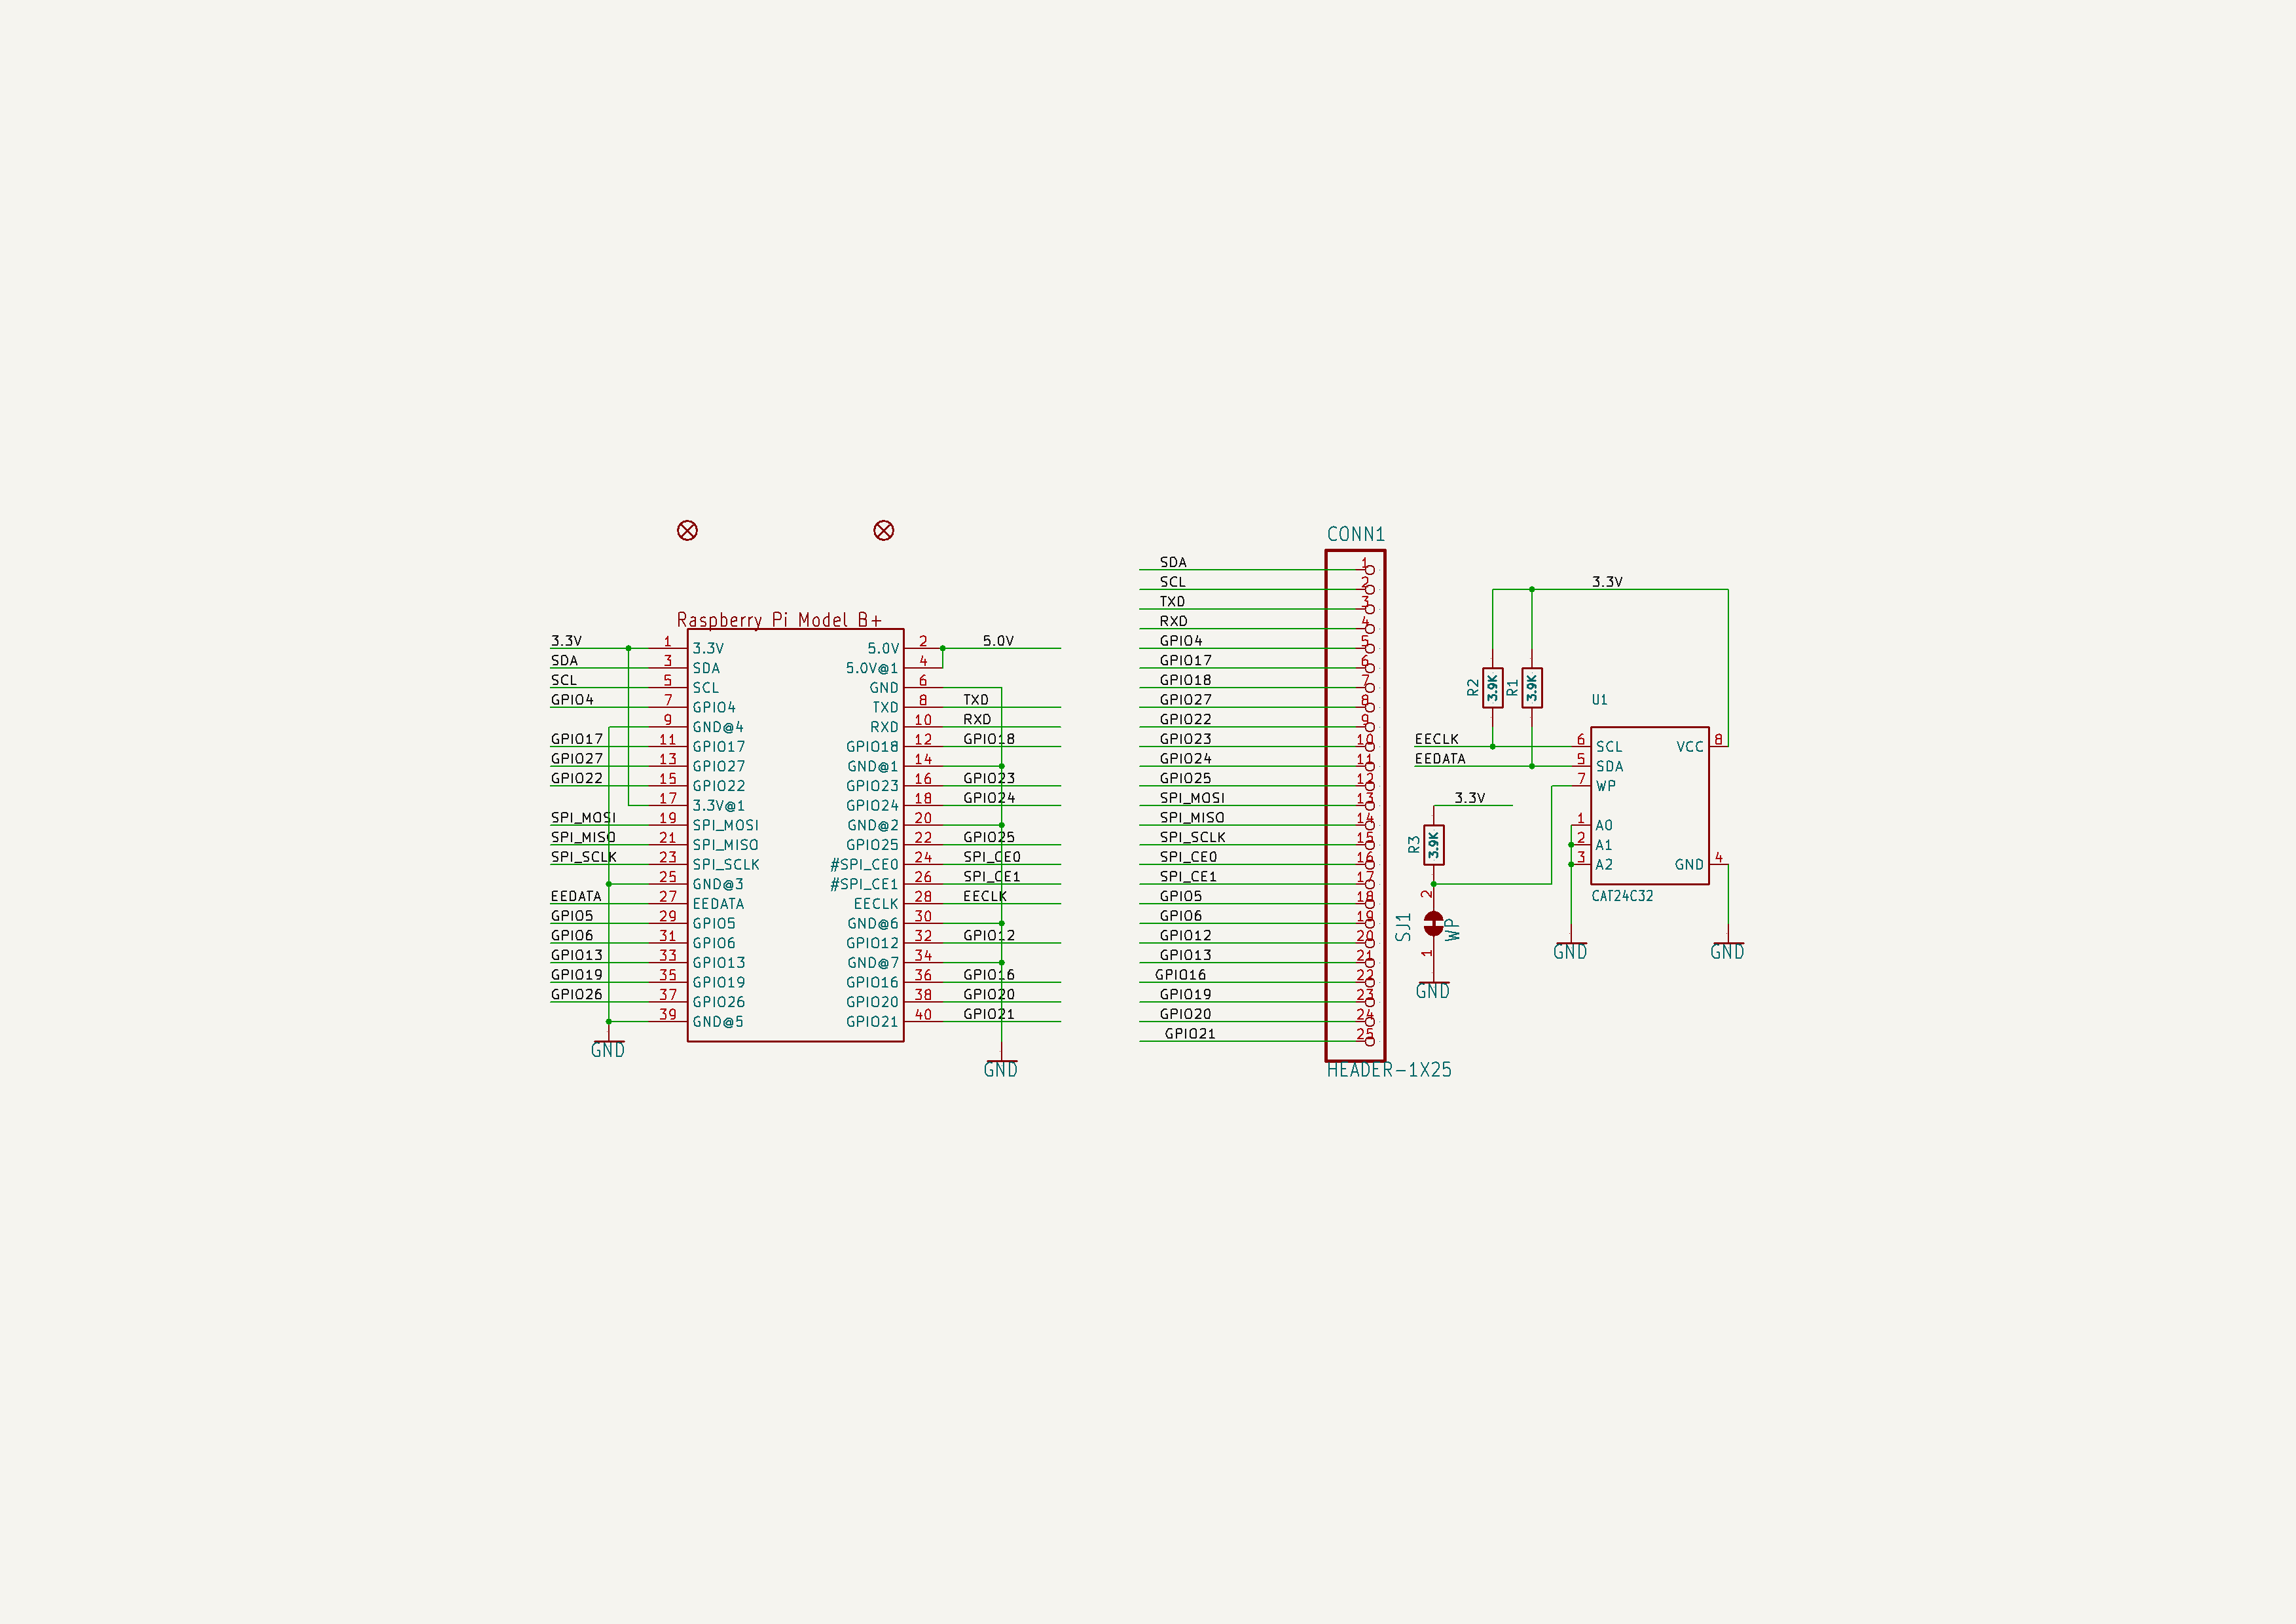 Raspberry Pi Model B+
3.3V 1 3.3V
SDA 3 SDA
SCL 5 SCL
GPIO4 7 GPIO4
9 GND@4
GPIO17 11 GPIO17
GPIO27 13 GPIO27
GPIO22 15 GPIO22
17 3.3V@1
SPI_MOSI 19 SPI_MOSI
SPI_MISO 21 SPI_MISO
SPI_SCLK 23 SPI_SCLK
25 GND@3
EEDATA 27 EEDATA
GPIO5 29 GPIO5
GPIO6 31 GPIO6
GPIO13 33 GPIO13
GPIO19 35 GPIO19
GPIO26 37 GPIO26
39 GND@5
GND
5.0V 2 5.0V
5.0V@1 4
GND 6
TXD 8 TXD
RXD 10 RXD
GPIO18 12 GPIO18
GND@1 14
GPIO23 16 GPIO23
GPIO24 18 GPIO24
GND@2 20
GPIO25 22 GPIO25
#SPI_CE0 24 SPI_CE0
#SPI_CE1 26 SPI_CE1
EECLK 28 EECLK
GND@6 30
GPIO12 32 GPIO12
GND@7 34
GPIO16 36 GPIO16
GPIO20 38 GPIO20
GPIO21 40 GPIO21
GND
CONN1
SDA 1
SCL 2
TXD 3
RXD 4
GPIO4 5
GPIO17 6
GPIO18 7
GPIO27 8
GPIO22 9
GPIO23 10
GPIO24 11
GPIO25 12
SPI_MOSI 13
SPI_MISO 14
SPI_SCLK 15
SPI_CE0 16
SPI_CE1 17
GPIO5 18
GPIO6 19
GPIO12 20
GPIO13 21
GPIO16 22
GPIO19 23
GPIO20 24
GPIO21 25
HEADER-1X25
3.3V
R2 3.9K
R1 3.9K
U1
EECLK 6 SCL
EEDATA 5 SDA
7 WP
1 A0
2 A1
3 A2
VCC 8
GND 4
CAT24C32
GND
GND
3.3V
R3 3.9K
2
SJ1
WP
1
GND